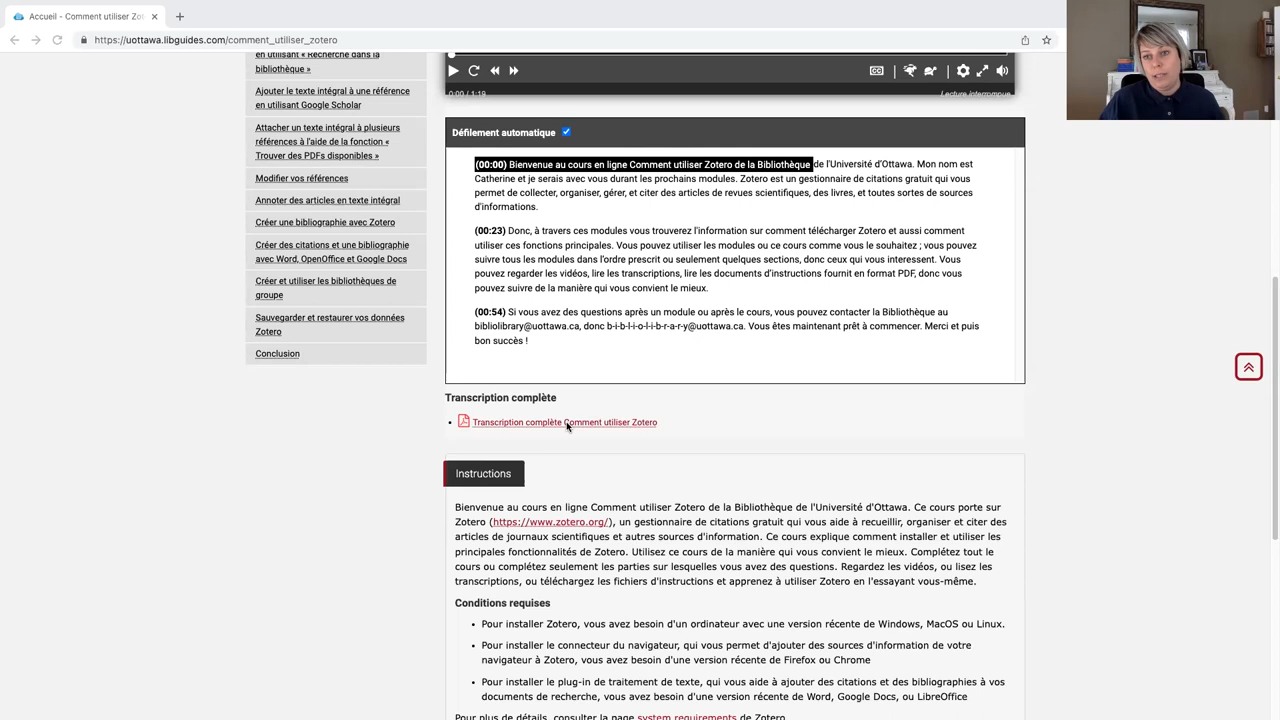 Accueil - Comment utiliser Zot
https://uottawa.libguides.com/comment_utiliser_zotero
en utilisant « Recherche dans la
bibliothèque »
Ajouter le texte intégral à une référence
en utilisant Google Scholar
Attacher un texte intégral à plusieurs
références à l'aide de la fonction «
Trouver des PDFs disponibles »
Modifier vos références
Annoter des articles en texte intégral
Créer une bibliographie avec Zotero
Créer des citations et une bibliographie
avec Word, OpenOffice et Google Docs
Créer et utiliser les bibliothèques de
groupe
Sauvegarder et restaurer vos données
Zotero
Conclusion
CC
0:00 / 1:19
Lecture interrompue
Défilement automatique
(00:00) Bienvenue au cours en ligne Comment utiliser Zotero de la Bibliothèque de l'Université d'Ottawa. Mon nom est
Catherine et je serais avec vous durant les prochains modules. Zotero est un gestionnaire de citations gratuit qui vous
permet de collecter, organiser, gérer, et citer des articles de revues scientifiques, des livres, et toutes sortes de sources
d'informations.
(00:23) Donc, à travers ces modules vous trouverez l'information sur comment télécharger Zotero et aussi comment
utiliser ces fonctions principales. Vous pouvez utiliser les modules ou ce cours comme vous le souhaitez ; vous pouvez
suivre tous les modules dans l'ordre prescrit ou seulement quelques sections, donc ceux qui vous interessent. Vous
pouvez regarder les vidéos, lire les transcriptions, lire les documents d'instructions fournit en format PDF, donc vous
pouvez suivre de la manière qui vous convient le mieux.
(00:54) Si vous avez des questions après un module ou après le cours, vous pouvez contacter la Bibliothèque au
bibliolibrary@uottawa.ca, donc b-i-b-l-i-o-l-i-b-r-a-r-y@uottawa.ca. Vous êtes maintenant prêt à commencer. Merci et puis
bon succès !
Transcription complète
Transcription complète Comment utiliser Zotero
Instructions
Bienvenue au cours en ligne Comment utiliser Zotero de la Bibliothèque de l'Université d'Ottawa. Ce cours porte sur
Zotero (https://www.zotero.org/), un gestionnaire de citations gratuit qui vous aide à recueillir, organiser et citer des
articles de journaux scientifiques et autres sources d'information. Ce cours explique comment installer et utiliser les
principales fonctionnalités de Zotero. Utilisez ce cours de la manière qui vous convient le mieux. Complétez tout le
cours ou complétez seulement les parties sur lesquelles vous avez des questions. Regardez les vidéos, ou lisez les
transcriptions, ou téléchargez les fichiers d'instructions et apprenez à utiliser Zotero en l'essayant vous-même.
Conditions requises
Pour installer Zotero, vous avez besoin d'un ordinateur avec une version récente de Windows, MacOS ou Linux.
Pour installer le connecteur du navigateur, qui vous permet d'ajouter des sources d'information de votre
navigateur à Zotero, vous avez besoin d'une version récente de Firefox ou Chrome
Pour installer le plug-in de traitement de texte, qui vous aide à ajouter des citations et des bibliographies à vos
documents de recherche, vous avez besoin d'une version récente de Word, Google Docs, ou LibreOffice
Pour plus de détails, consulter la page system requirements de Zotero.